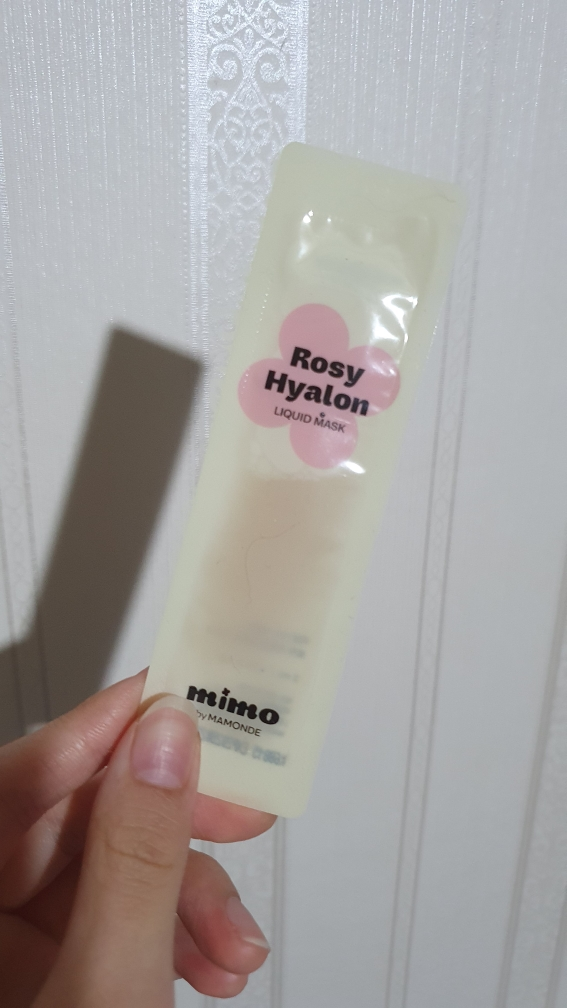 Rosy
Hyalon
LIQUID MASK
mimo
by MAMONDE